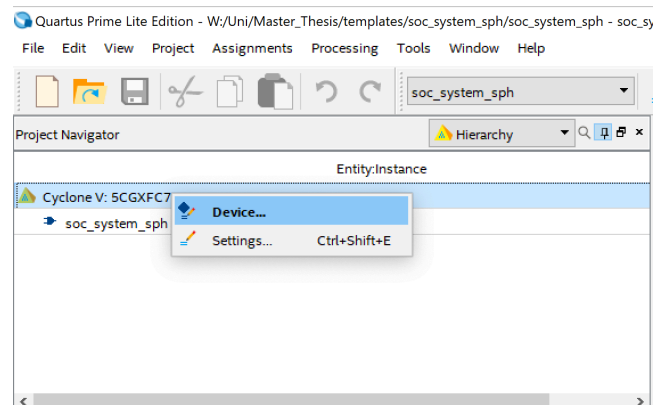 Quartus Prime Lite Edition - W:/Uni/Master_Thesis/templates/soc_system_sph/soc_system_sph - soc_sy
File Edit View Project Assignments Processing Tools Window Help
soc_system_sph
Project Navigator Hierarchy
Entity:Instance
Cyclone V: 5CGXFC7
Device...
soc_system_sph
Settings... Ctrl+Shift+E